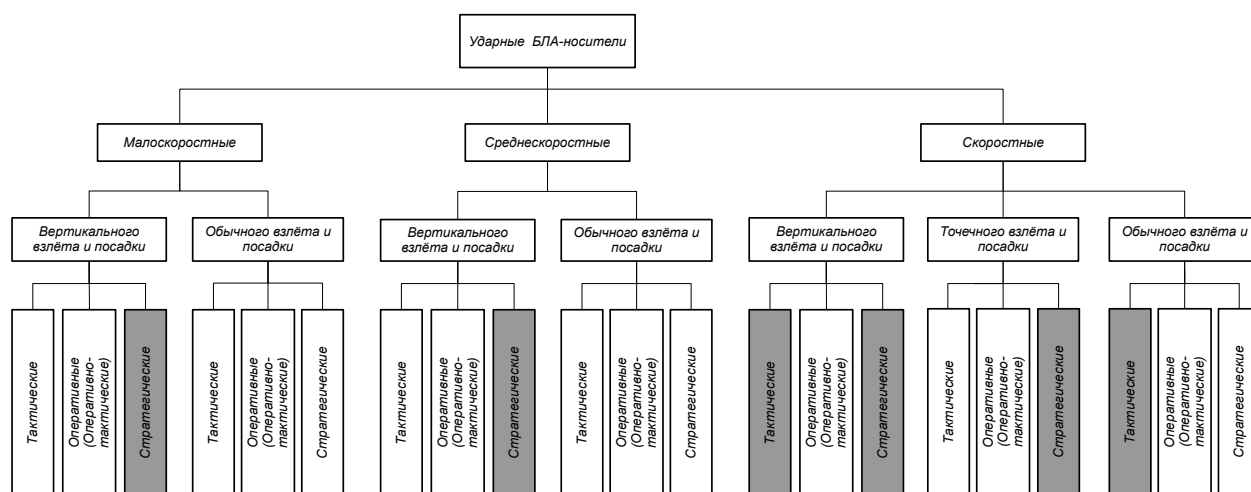 Ударные БЛА-носители
Малоскоростные
Среднескоростные
Скоростные
Вертикального
взлёта и посадки
Обычного взлёта и
посадки
Вертикального
взлёта и посадки
Обычного взлёта и
посадки
Вертикального
взлёта и посадки
Точечного взлёта и
посадки
Обычного взлёта и
посадки
Тактические
Оперативные
(Оперативно-
тактические)
Стратегические
Тактические
Оперативные
(Оперативно-
тактические)
Стратегические
Тактические
Оперативные
(Оперативно-
тактические)
Стратегические
Тактические
Оперативные
(Оперативно-
тактические)
Стратегические
Тактические
Оперативные
(Оперативно-
тактические)
Стратегические
Тактические
Оперативные
(Оперативно-
тактические)
Стратегические
Тактические
Оперативные
(Оперативно-
тактические)
Стратегические